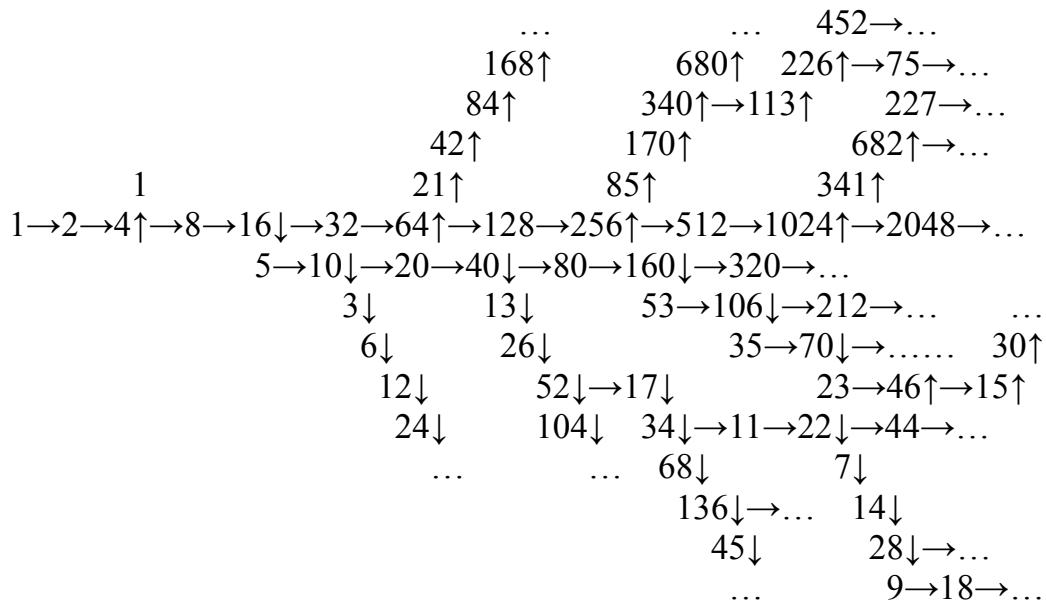 … … 452→…
168↑ 680↑ 226↑→75→…
84↑ 340↑→113↑ 227→…
42↑ 170↑ 682↑→…
1 21↑ 85↑ 341↑
1→2→4↑→8→16↓→32→64↑→128→256↑→512→1024↑→2048→…
5→10↓→20→40↓→80→160↓→320→…
3↓ 13↓ 53→106↓→212→… …
6↓ 26↓ 35→70↓→…… 30↑
12↓ 52↓→17↓ 23→46↑→15↑
24↓ 104↓ 34↓→11→22↓→44→…
… … 68↓ 7↓
136↓→… 14↓
45↓ 28↓→…
… 9→18→…